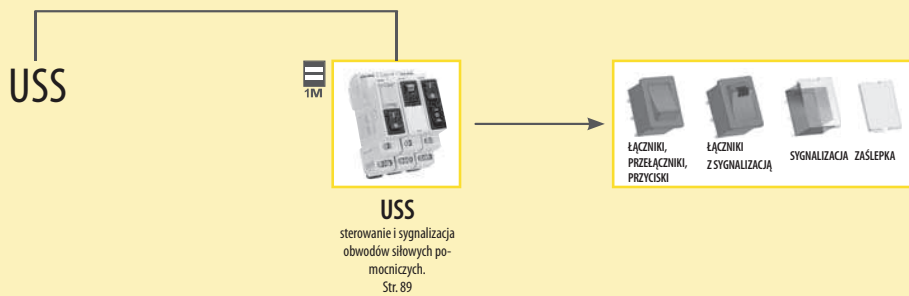 USS
1M
USS
sterowanie i sygnalizacja
obwodów siłowych po-
mocniczych.
Str. 89
ŁĄCZNIKI,
PRZEŁĄCZNIKI,
PRZYCISKI
ŁĄCZNIKI
Z SYGNALIZACJĄ
SYGNALIZACJA
ZAŚLEPKA